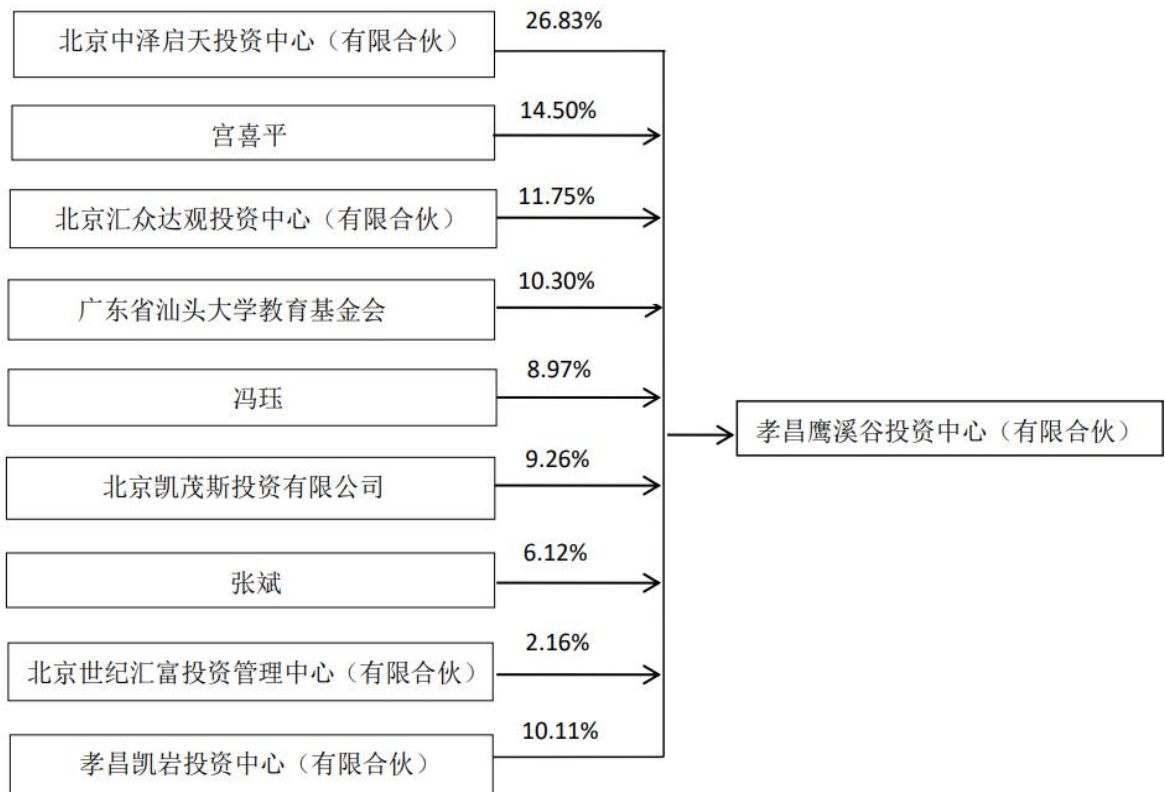 北京中泽启天投资中心（有限合伙）
26.83%
宫喜平
14.50%
北京汇众达观投资中心（有限合伙）
11.75%
广东省汕头大学教育基金会
10.30%
冯珏
8.97%
孝昌鹰溪谷投资中心（有限合伙）
北京凯茂斯投资有限公司
9.26%
张斌
6.12%
北京世纪汇富投资管理中心（有限合伙）
2.16%
孝昌凯岩投资中心（有限合伙）
10.11%